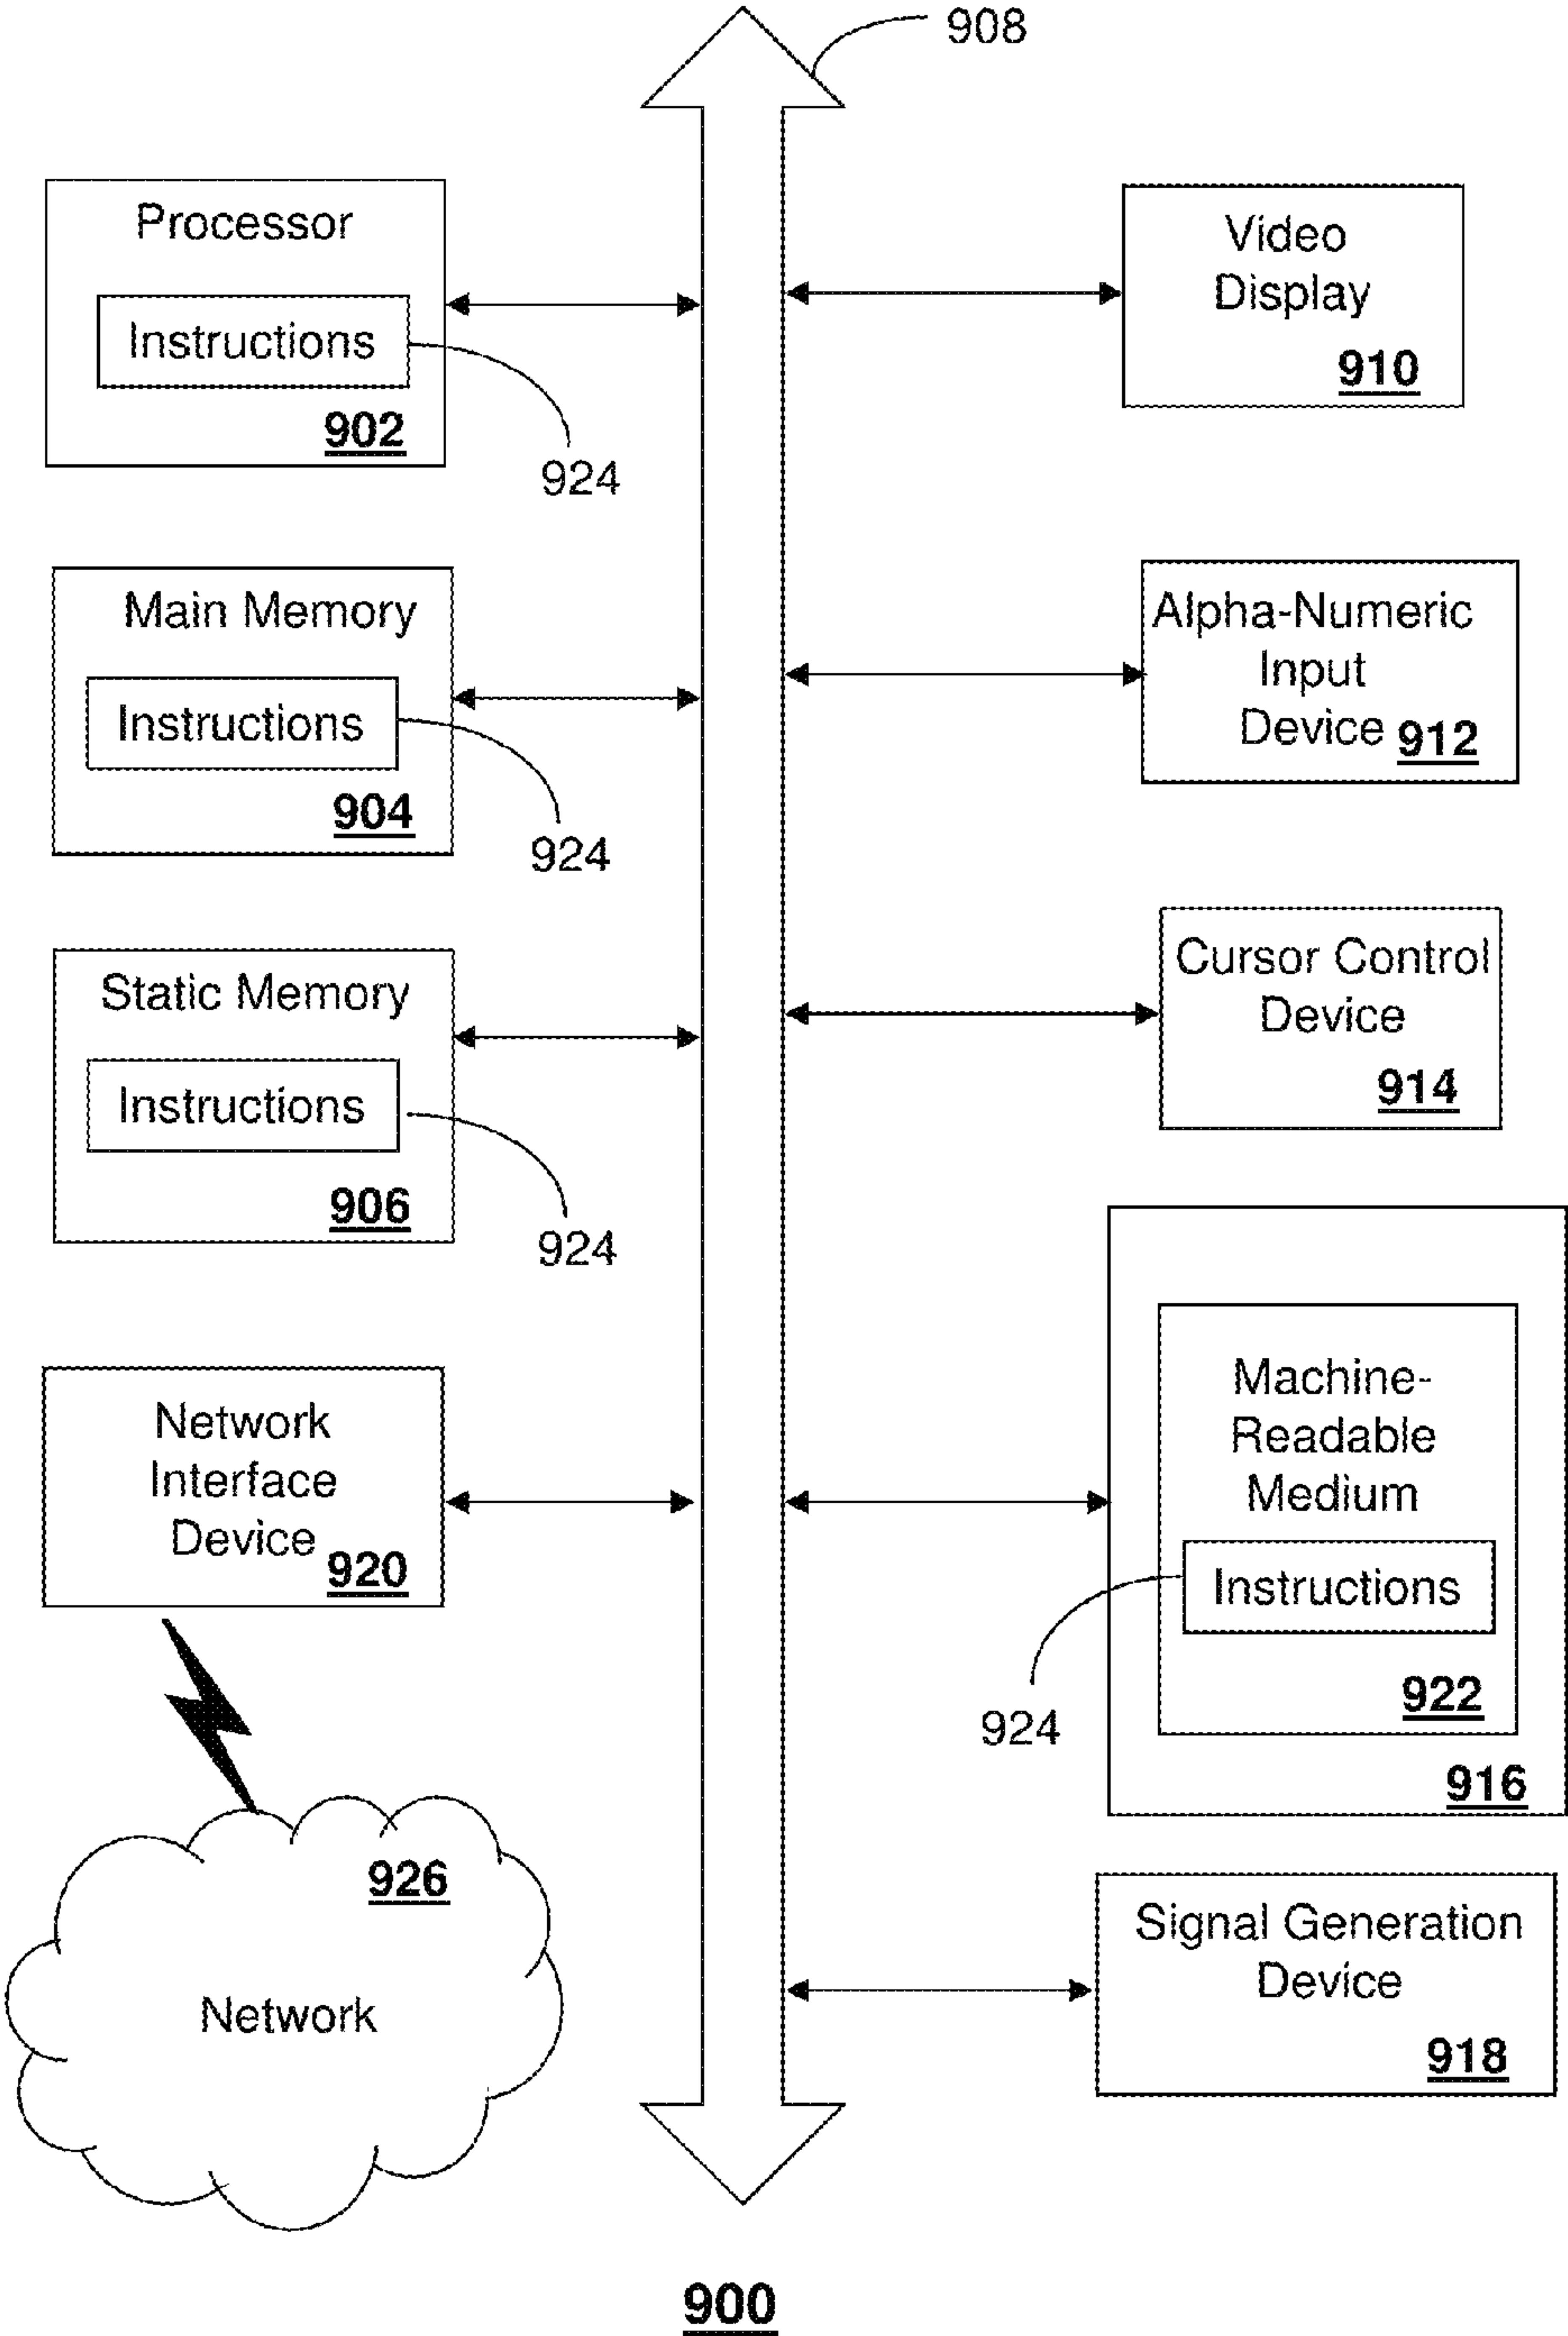 908
Processor
Instructions
902
924
Main Memory
Instructions
904
924
Static Memory
Instructions
906
924
Network
Interface
Device
920
926
Network
Video
Display
910
Alpha-Numeric
Input
Device
912
Cursor Control
Device
914
Machine-
Readable
Medium
Instructions
922
924
916
Signal Generation
Device
918
900